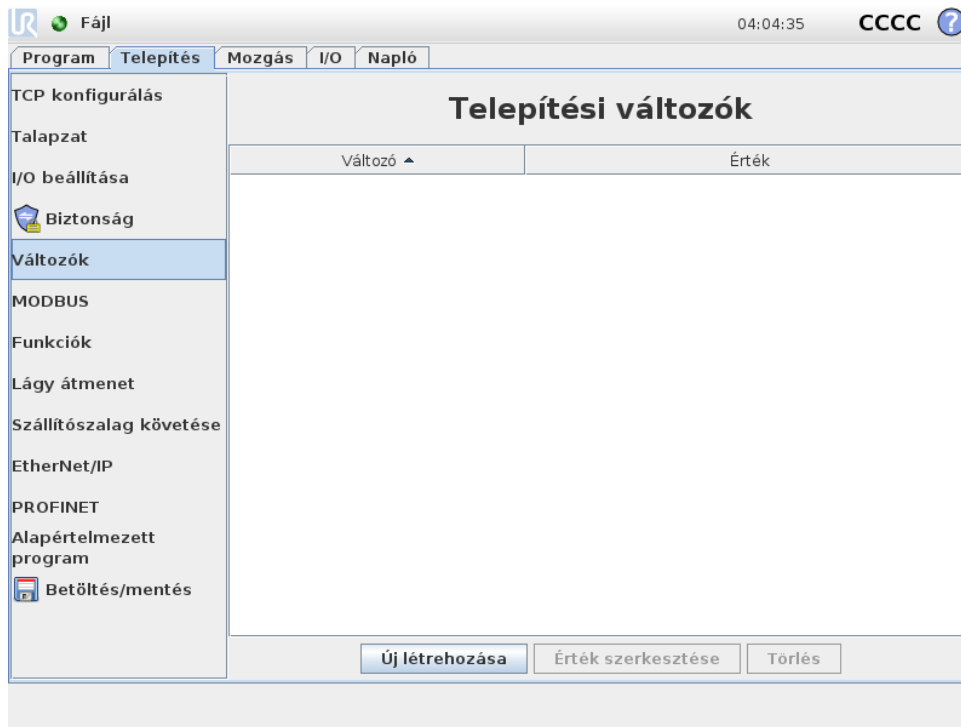 UR Fájl 04:04:35 CCCC ?
Program Telepítés Mozgás I/O Napló
TCP konfigurálás
Talapzat
I/O beállítása
Biztonság
Változók
MODBUS
Funkciók
Lágy átmenet
Szállítószalag követése
EtherNet/IP
PROFINET
Alapértelmezett
program
Betöltés/mentés
Telepítési változók
Változó Érték
Új létrehozása Érték szerkesztése Törlés